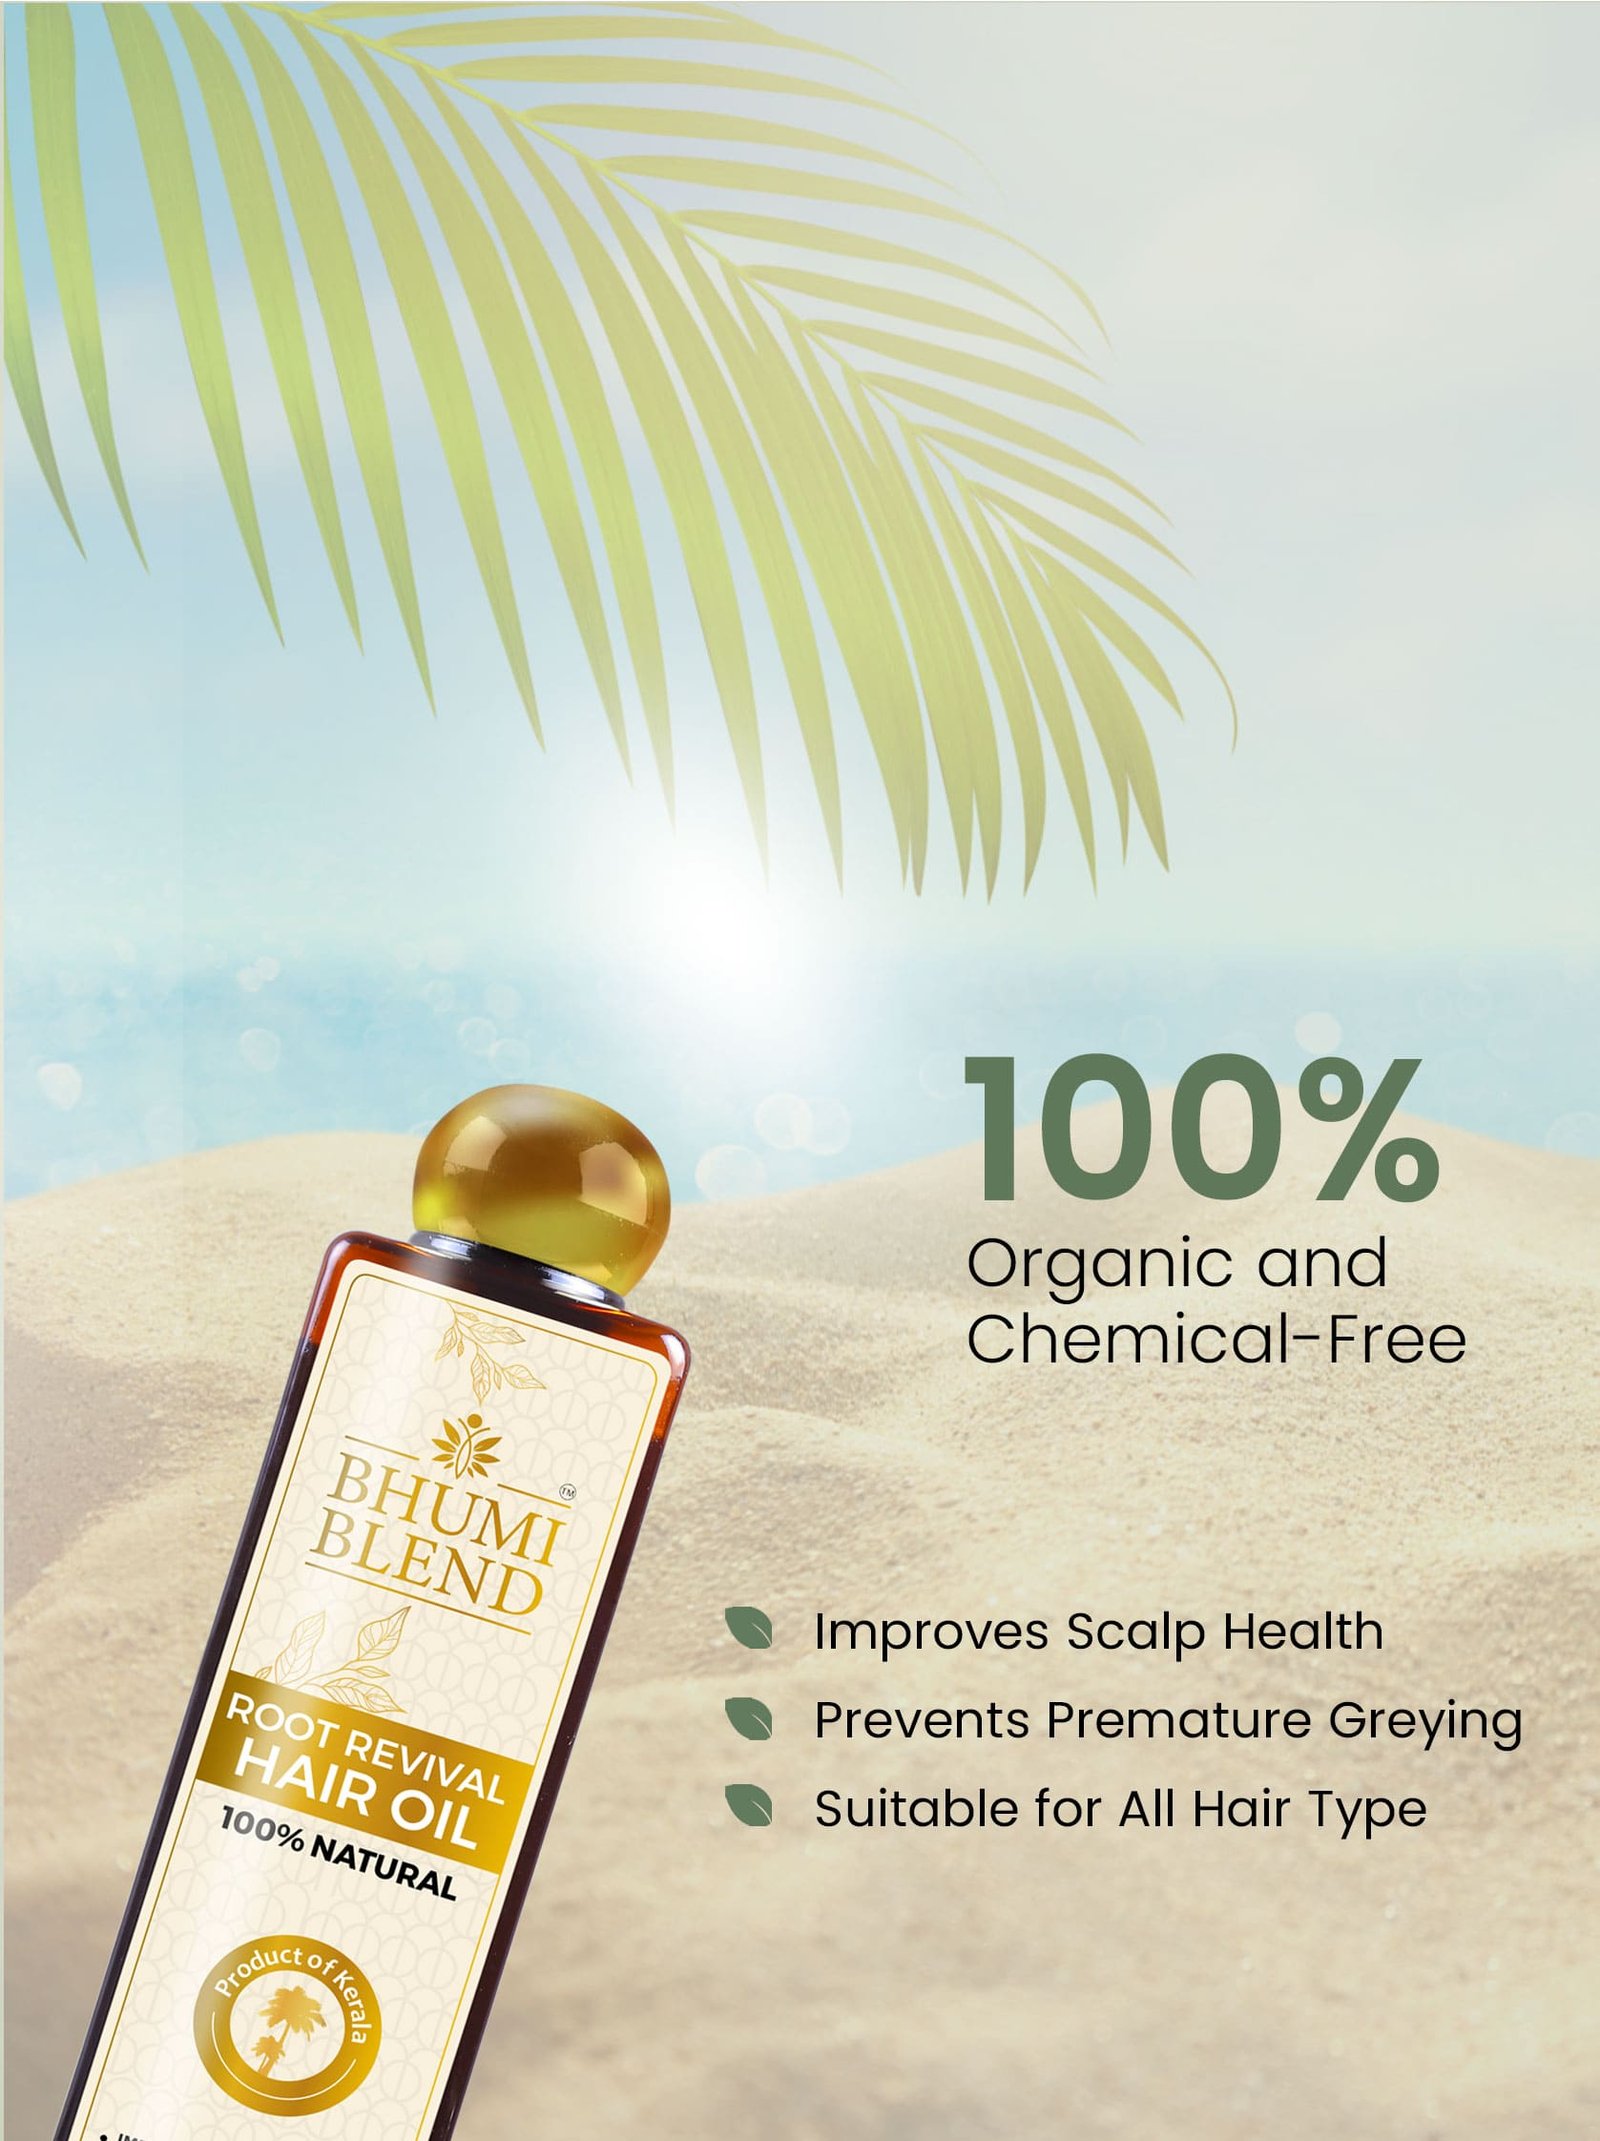 100%
Organic and
Chemical-Free
Improves Scalp Health
Prevents Premature Greying
Suitable for All Hair Type
BHUMI
TM
BLEND
ROOT REVIVAL
HAIR OIL
100% NATURAL
Product of Kerala